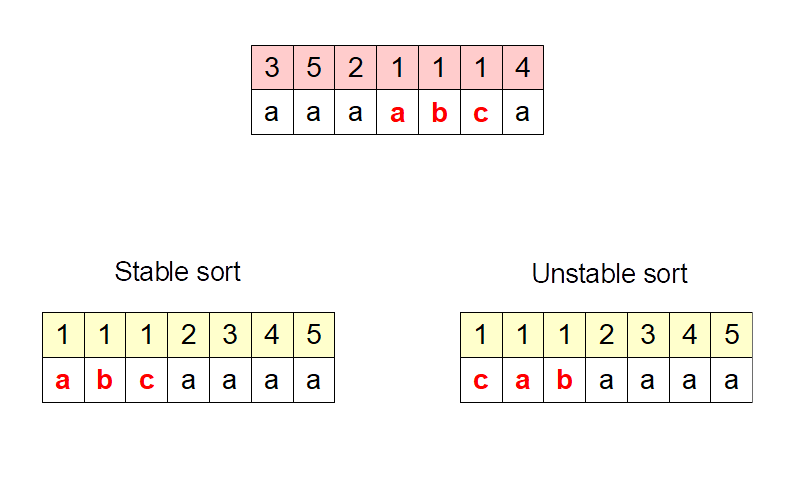 3 5 2 1 1 1 4
a a a a b c a
Stable sort
1 1 1 2 3 4 5
a b c a a a a
Unstable sort
1 1 1 2 3 4 5
c a b a a a a